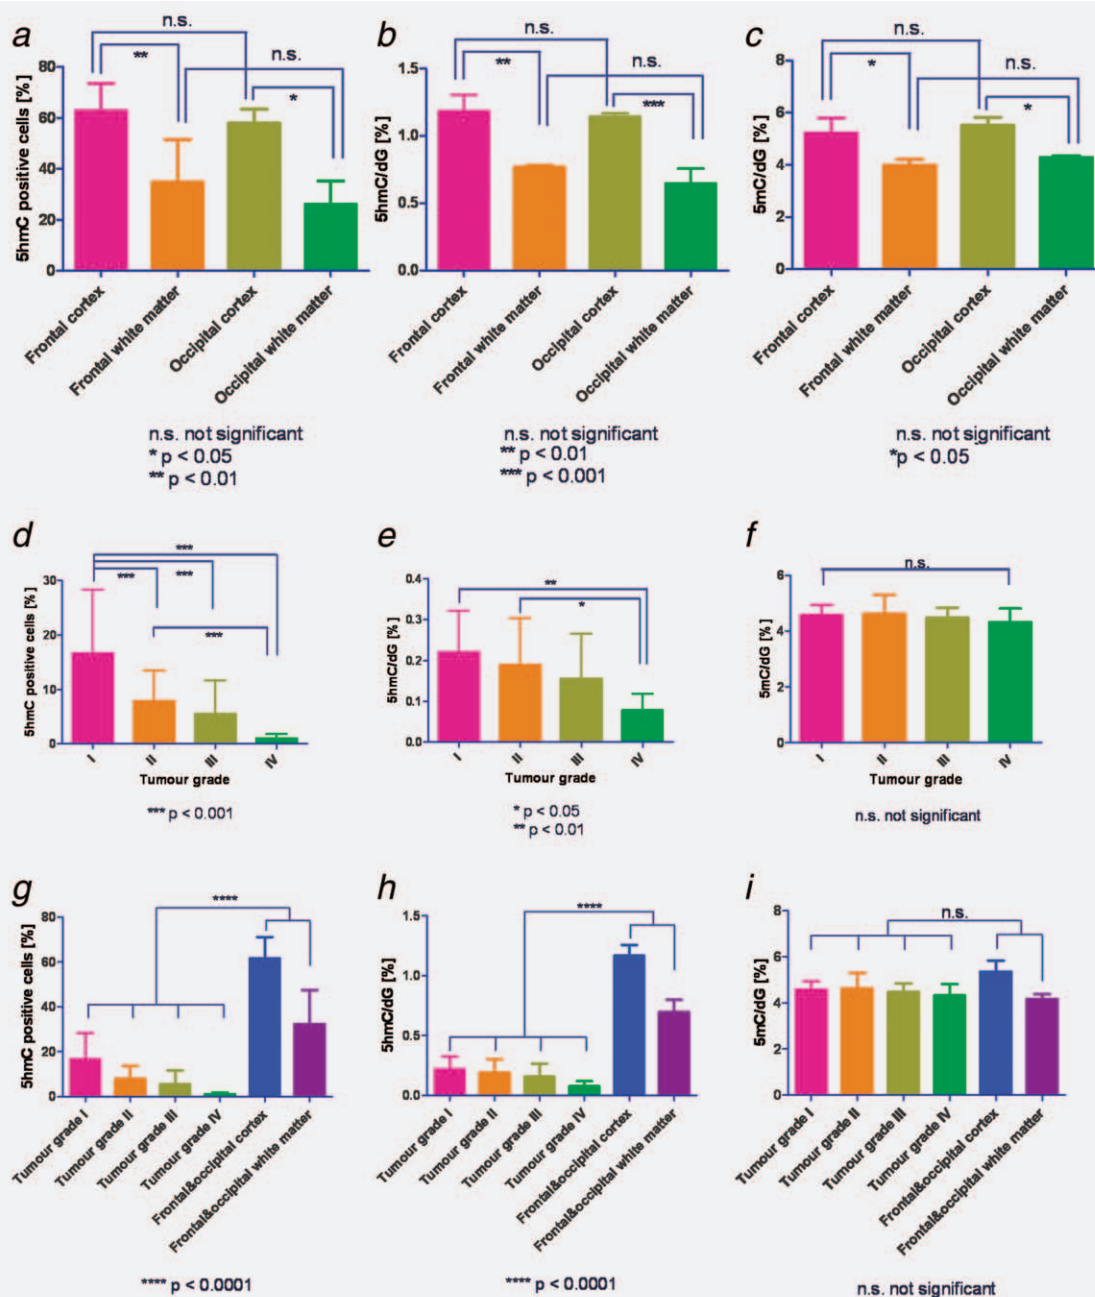 a
n.s.
**
n.s.
*
5hmC positive cells [%]
80
60
40
20
0
Frontal cortex
Frontal white matter
Occipital cortex
Occipital white matter
n.s. not significant
* p < 0.05
** p < 0.01
b
n.s.
**
n.s.
***
5hmC/dG [%]
1.5
1.0
0.5
0.0
Frontal cortex
Frontal white matter
Occipital cortex
Occipital white matter
n.s. not significant
** p < 0.01
*** p < 0.001
c
n.s.
*
n.s.
*
5mC/dG [%]
8
6
4
2
0
Frontal cortex
Frontal white matter
Occipital cortex
Occipital white matter
n.s. not significant
*p < 0.05
d
***
***
***
***
5hmC positive cells [%]
30
20
10
0
I
II
III
IV
Tumour grade
*** p < 0.001
e
**
*
5hmC/dG [%]
0.4
0.3
0.2
0.1
0.0
I
II
III
IV
Tumour grade
* p < 0.05
** p < 0.01
f
n.s.
5mC/dG [%]
6
4
2
0
I
II
III
IV
Tumour grade
n.s. not significant
g
****
5hmC positive cells [%]
80
60
40
20
0
Tumour grade I
Tumour grade II
Tumour grade III
Tumour grade IV
Frontal&occipital cortex
Frontal&occipital white matter
**** p < 0.0001
h
****
5hmC/dG [%]
1.5
1.0
0.5
0.0
Tumour grade I
Tumour grade II
Tumour grade III
Tumour grade IV
Frontal&occipital cortex
Frontal&occipital white matter
**** p < 0.0001
i
n.s.
5mC/dG [%]
8
6
4
2
0
Tumour grade I
Tumour grade II
Tumour grade III
Tumour grade IV
Frontal&occipital cortex
Frontal&occipital white matter
n.s. not significant